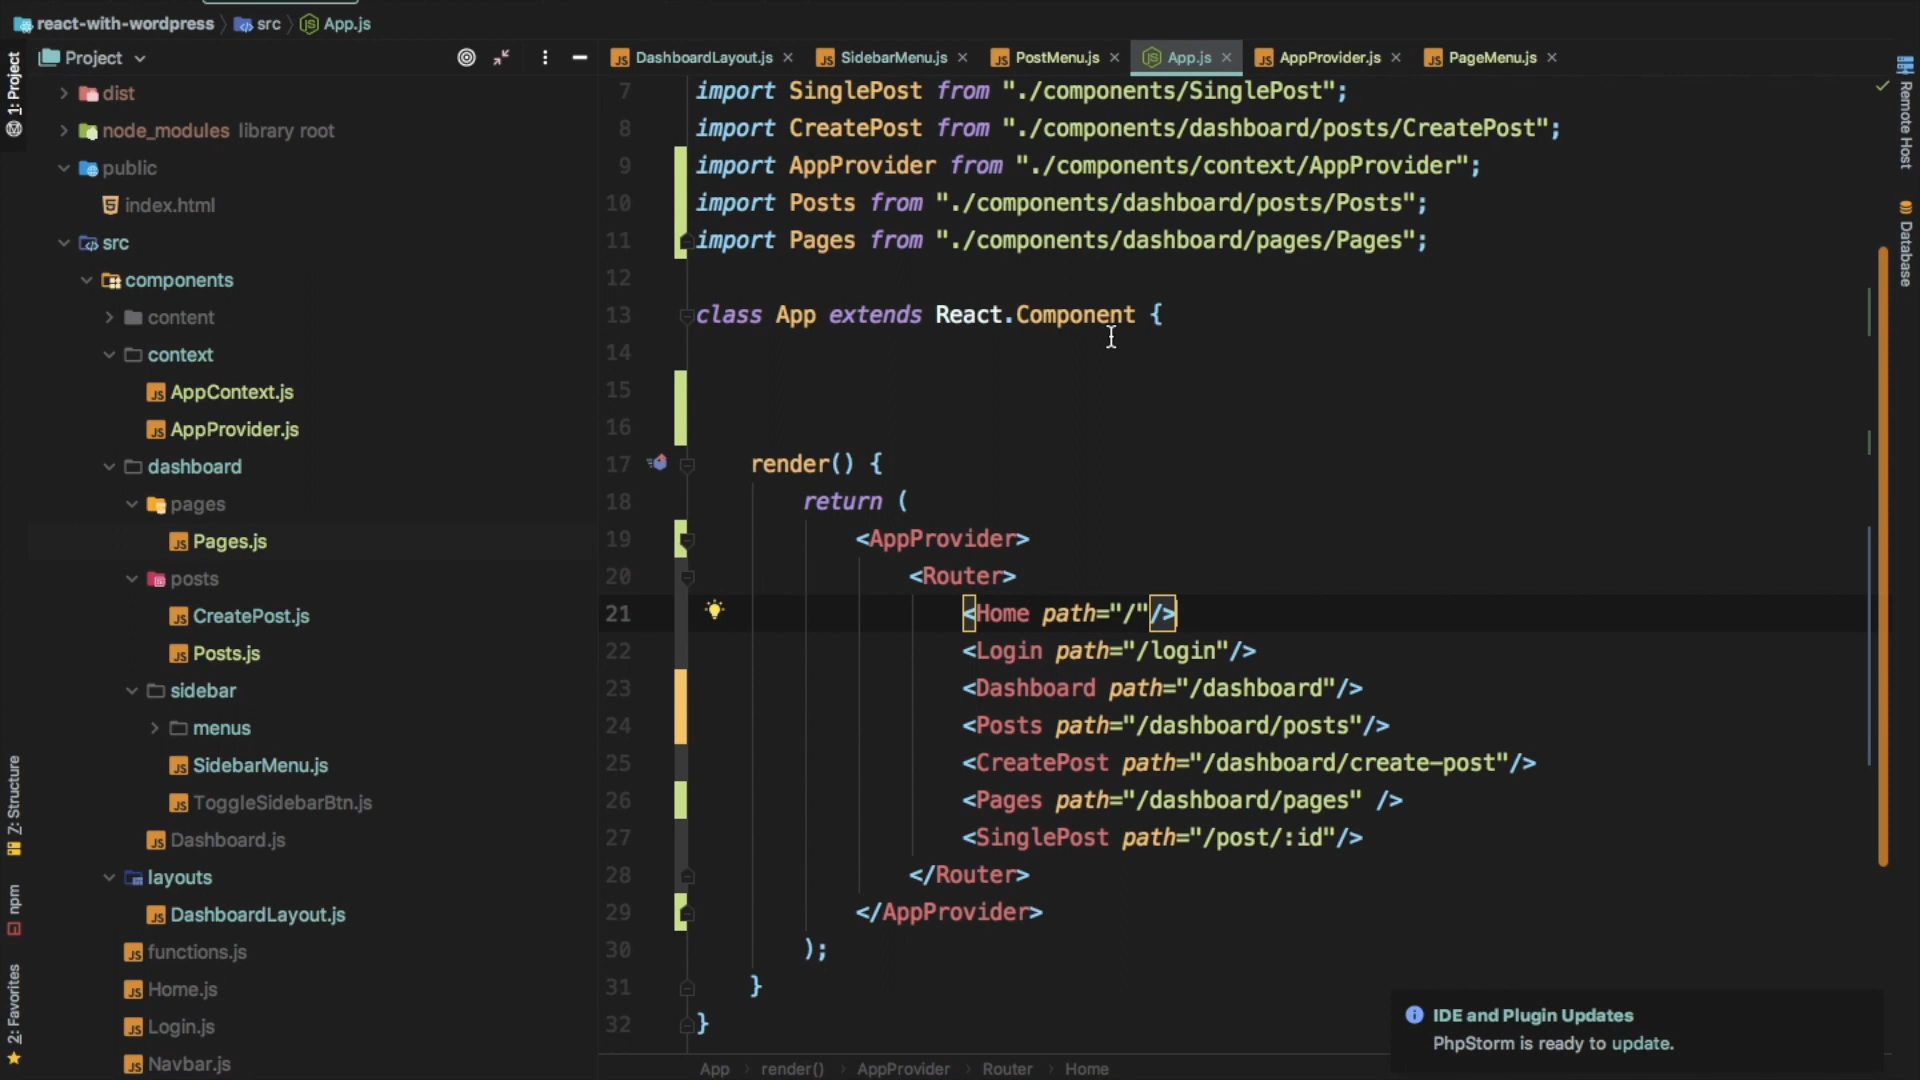 react-with-wordpress src App.js
Project
DashboardLayout.js
SidebarMenu.js
PostMenu.js
App.js
AppProvider.js
PageMenu.js
1: Project
Z: Structure
npm
2: Favorites
Remote Host
Database
dist
node_modules library root
public
index.html
src
components
content
context
AppContext.js
AppProvider.js
dashboard
pages
Pages.js
posts
CreatePost.js
Posts.js
sidebar
menus
SidebarMenu.js
ToggleSidebarBtn.js
Dashboard.js
layouts
DashboardLayout.js
functions.js
Home.js
Login.js
Navbar.js
7 import SinglePost from "./components/SinglePost";
8 import CreatePost from "./components/dashboard/posts/CreatePost";
9 import AppProvider from "./components/context/AppProvider";
10 import Posts from "./components/dashboard/posts/Posts";
11 import Pages from "./components/dashboard/pages/Pages";
12
13 class App extends React.Component {
14
15
16
17 render() {
18 return (
19 <AppProvider>
20 <Router>
21 <Home path="/"/>
22 <Login path="/login"/>
23 <Dashboard path="/dashboard"/>
24 <Posts path="/dashboard/posts"/>
25 <CreatePost path="/dashboard/create-post"/>
26 <Pages path="/dashboard/pages" />
27 <SinglePost path="/post/:id"/>
28 </Router>
29 </AppProvider>
30 );
31 }
32 }
IDE and Plugin Updates
PhpStorm is ready to update.
App render() AppProvider Router Home